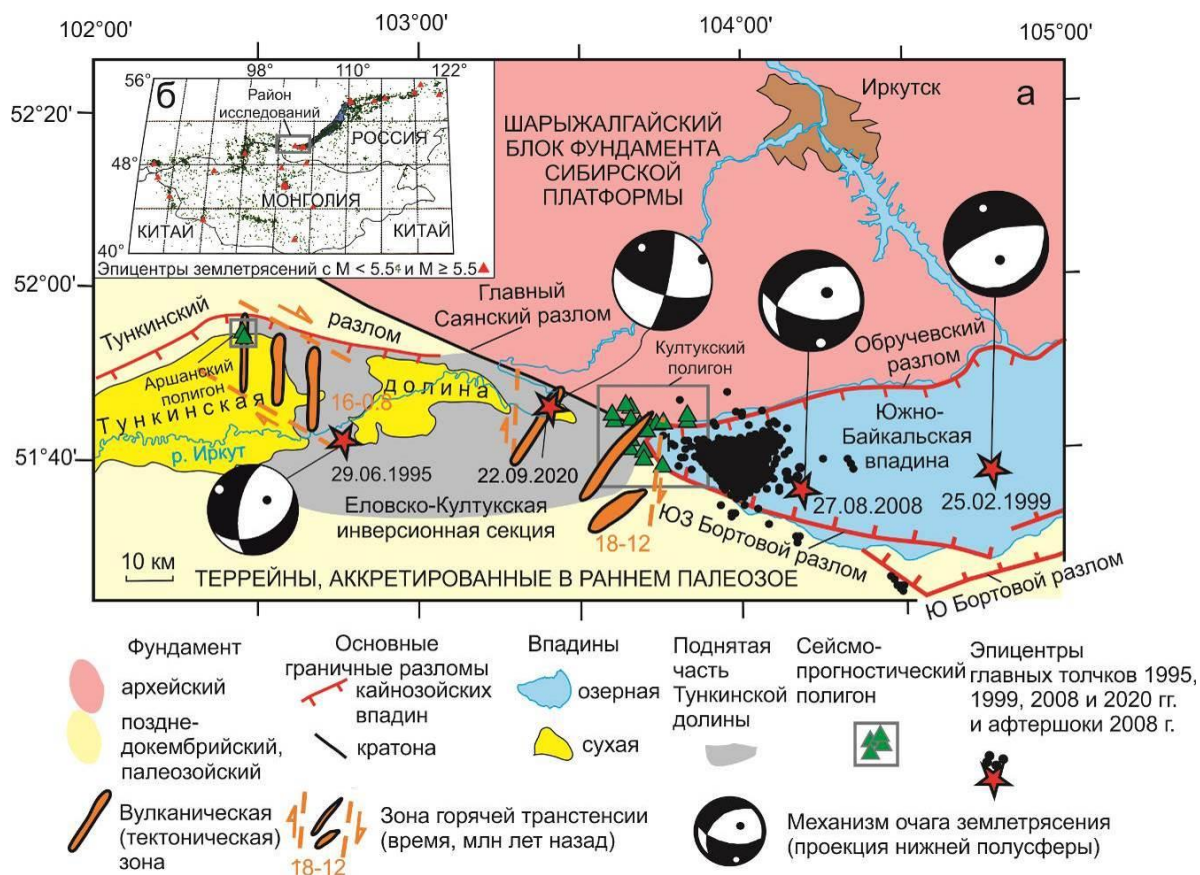 102°00'
103°00'
104°00'
105°00'
98°
110°
122°
56°
б
Район
исследований
РОССИЯ
48°
МОНГОЛИЯ
КИТАЙ
КИТАЙ
40°
Эпицентры землетрясений с М < 5.5 и М ≥ 5.5
52°20'
52°00'
51°40'
а
Иркутск
ШАРЫЖАЛГАЙСКИЙ
БЛОК ФУНДАМЕНТА
СИБИРСКОЙ
ПЛАТФОРМЫ
Главный
Саянский разлом
Тункинский
разлом
Обручевский
разлом
Култукский
полигон
Аршанский
полигон
Тункинская
долина
16-0.8
Южно-
Байкальская
впадина
р. Иркут
29.06.1995
22.09.2020
27.08.2008
25.02.1999
Еловско-Култукская
инверсионная секция
18-12
ЮЗ Бортовой разлом
Ю Бортовой разлом
10 км
ТЕРРЕЙНЫ, АККРЕТИРОВАННЫЕ В РАННЕМ ПАЛЕОЗОЕ
Фундамент
архейский
поздне-
докембрийский,
палеозойский
Основные
граничные разломы
кайнозойских
впадин
кратона
Впадины
озерная
сухая
Поднятая
часть
Тункинской
долины
Сейсмо-
прогностический
полигон
Эпицентры
главных толчков 1995,
1999, 2008 и 2020 гг.
и афтершоки 2008 г.
Вулканическая
(тектоническая)
зона
18-12
Зона горячей транстенсии
(время, млн лет назад)
Механизм очага землетрясения
(проекция нижней полусферы)